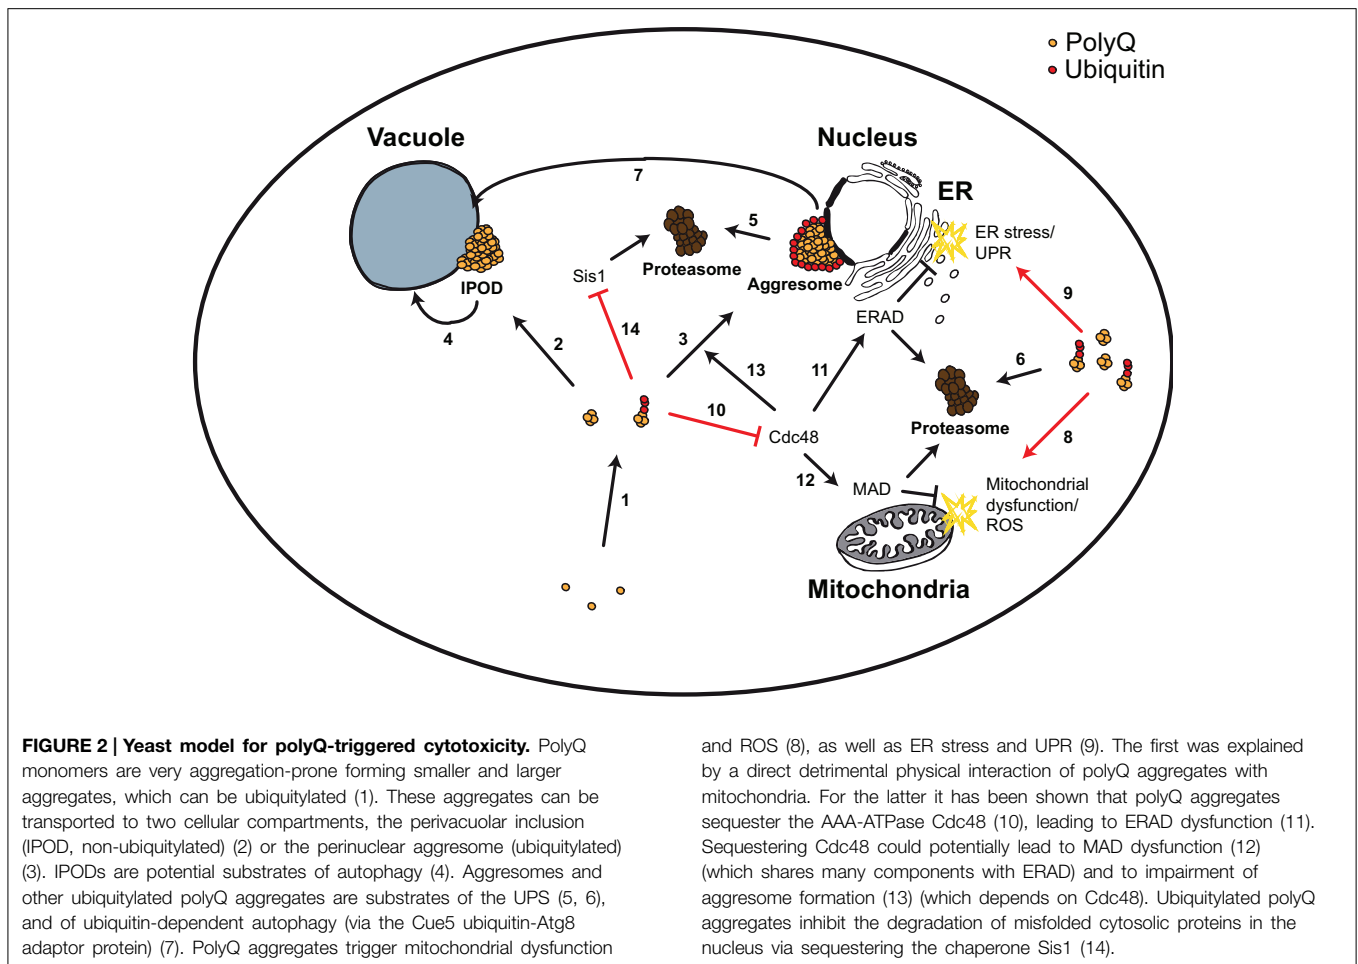 PolyQ
Ubiquitin
Vacuole
Nucleus
7
ER
5
ER stress/
UPR
Proteasome
Sis1
Aggresome
IPOD
9
ERAD
14
4
2
3
13
11
6
10
Proteasome
8
Cdc48
12
MAD
Mitochondrial
dysfunction/
ROS
1
Mitochondria
FIGURE 2 | Yeast model for polyQ-triggered cytotoxicity. PolyQ
monomers are very aggregation-prone forming smaller and larger
aggregates, which can be ubiquitylated (1). These aggregates can be
transported to two cellular compartments, the perivacuolar inclusion
(IPOD, non-ubiquitylated) (2) or the perinuclear aggresome (ubiquitylated)
(3). IPODs are potential substrates of autophagy (4). Aggresomes and
other ubiquitylated polyQ aggregates are substrates of the UPS (5, 6),
and of ubiquitin-dependent autophagy (via the Cue5 ubiquitin-Atg8
adaptor protein) (7). PolyQ aggregates trigger mitochondrial dysfunction
and ROS (8), as well as ER stress and UPR (9). The first was explained
by a direct detrimental physical interaction of polyQ aggregates with
mitochondria. For the latter it has been shown that polyQ aggregates
sequester the AAA-ATPase Cdc48 (10), leading to ERAD dysfunction (11).
Sequestering Cdc48 could potentially lead to MAD dysfunction (12)
(which shares many components with ERAD) and to impairment of
aggresome formation (13) (which depends on Cdc48). Ubiquitylated polyQ
aggregates inhibit the degradation of misfolded cytosolic proteins in the
nucleus via sequestering the chaperone Sis1 (14).